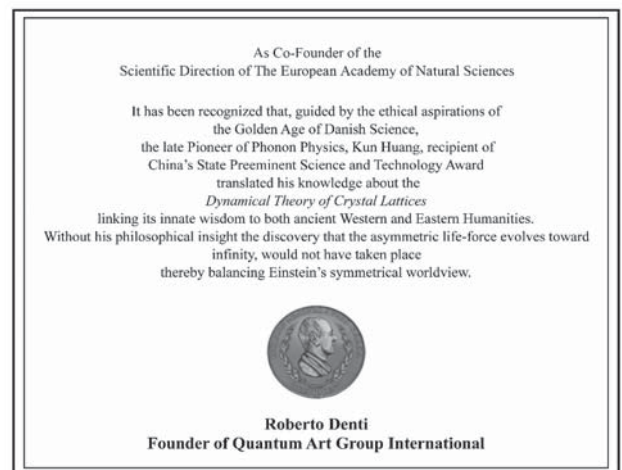 As Co-Founder of the
Scientific Direction of The European Academy of Natural Sciences
It has been recognized that, guided by the ethical aspirations of
the Golden Age of Danish Science,
the late Pioneer of Phonon Physics, Kun Huang, recipient of
China's State Preeminent Science and Technology Award
translated his knowledge about the
Dynamical Theory of Crystal Lattices
linking its innate wisdom to both ancient Western and Eastern Humanities.
Without his philosophical insight the discovery that the asymmetric life-force evolves toward
infinity, would not have taken place
thereby balancing Einstein's symmetrical worldview.
Roberto Denti
Founder of Quantum Art Group International